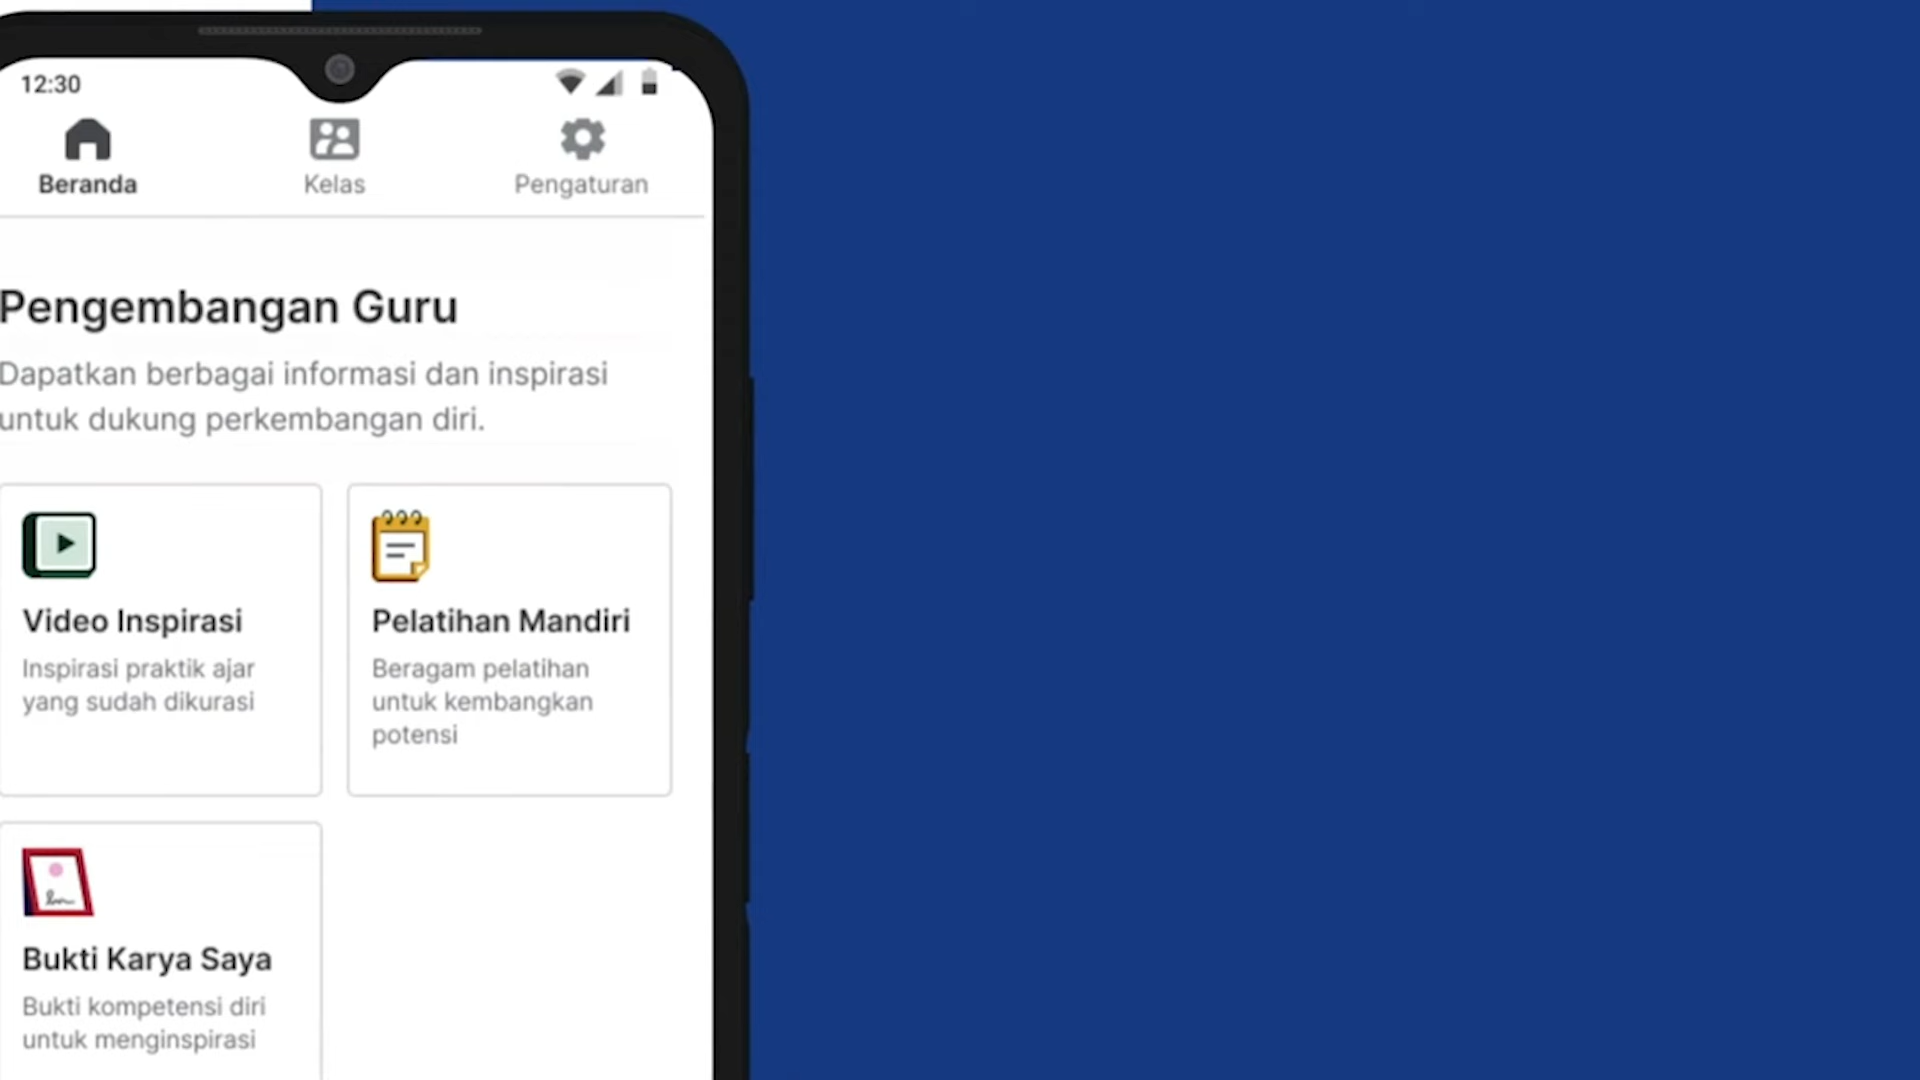 12:30
Beranda
Kelas
Pengaturan
Pengembangan Guru
Dapatkan berbagai informasi dan inspirasi
untuk dukung perkembangan diri.
Video Inspirasi
Inspirasi praktik ajar
yang sudah dikurasi
Pelatihan Mandiri
Beragam pelatihan
untuk kembangkan
potensi
Bukti Karya Saya
Bukti kompetensi diri
untuk menginspirasi